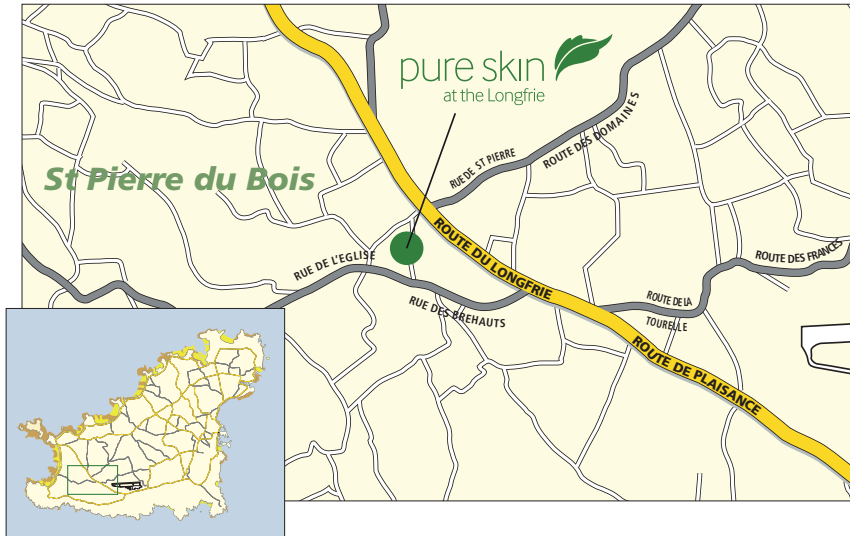 pure skin
at the Longfrie
St Pierre du Bois
RUE DE ST PIERRE
ROUTE DES DOMAINES
ROUTE DU LONGFRIE
RUE DE L'EGLISE
RUE DES BREHAUTS
ROUTE DES FRANCES
ROUTE DE LA
TOURELLE
ROUTE DE PLAISANCE